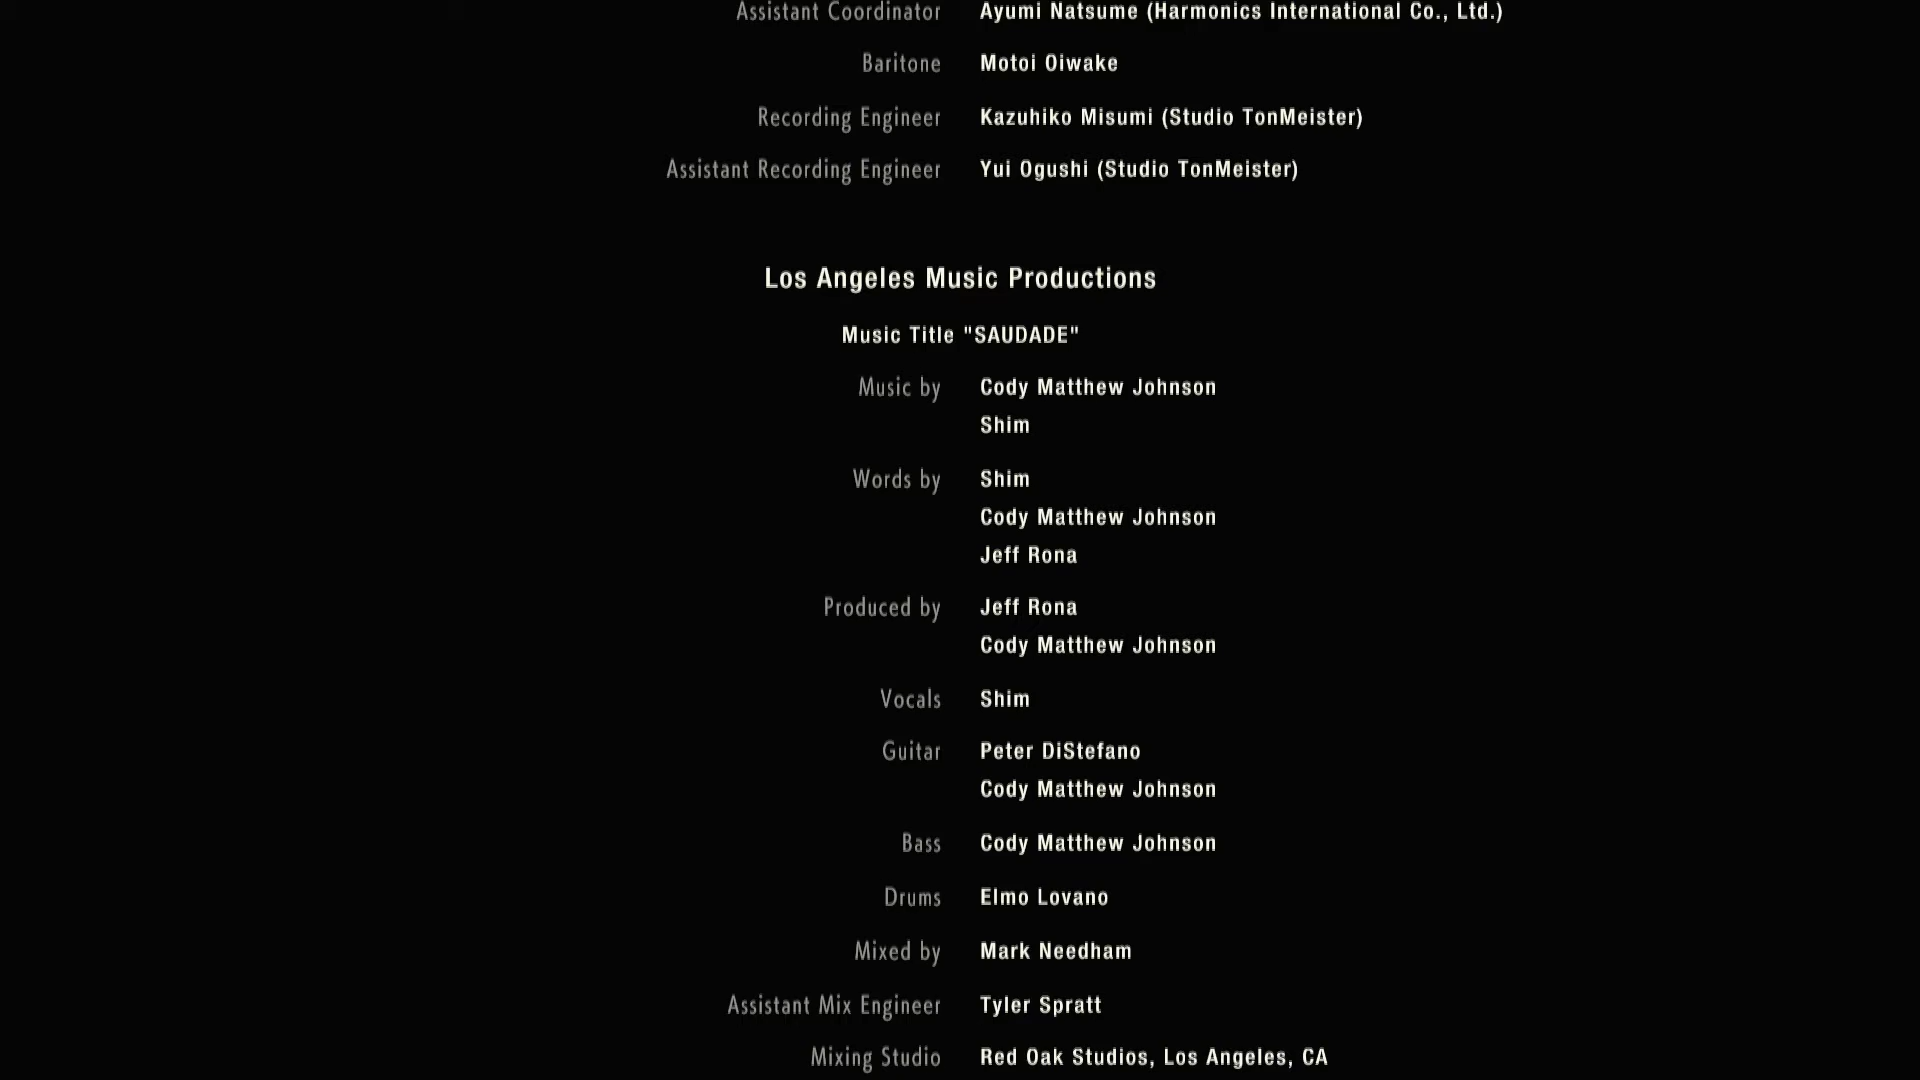 Assistant Coordinator Ayumi Natsume (Harmonics International Co., Ltd.)
Baritone Motoi Oiwake
Recording Engineer Kazuhiko Misumi (Studio TonMeister)
Assistant Recording Engineer Yui Ogushi (Studio TonMeister)
Los Angeles Music Productions
Music Title "SAUDADE"
Music by Cody Matthew Johnson
Shim
Words by Shim
Cody Matthew Johnson
Jeff Rona
Produced by Jeff Rona
Cody Matthew Johnson
Vocals Shim
Guitar Peter DiStefano
Cody Matthew Johnson
Bass Cody Matthew Johnson
Drums Elmo Lovano
Mixed by Mark Needham
Assistant Mix Engineer Tyler Spratt
Mixing Studio Red Oak Studios, Los Angeles, CA